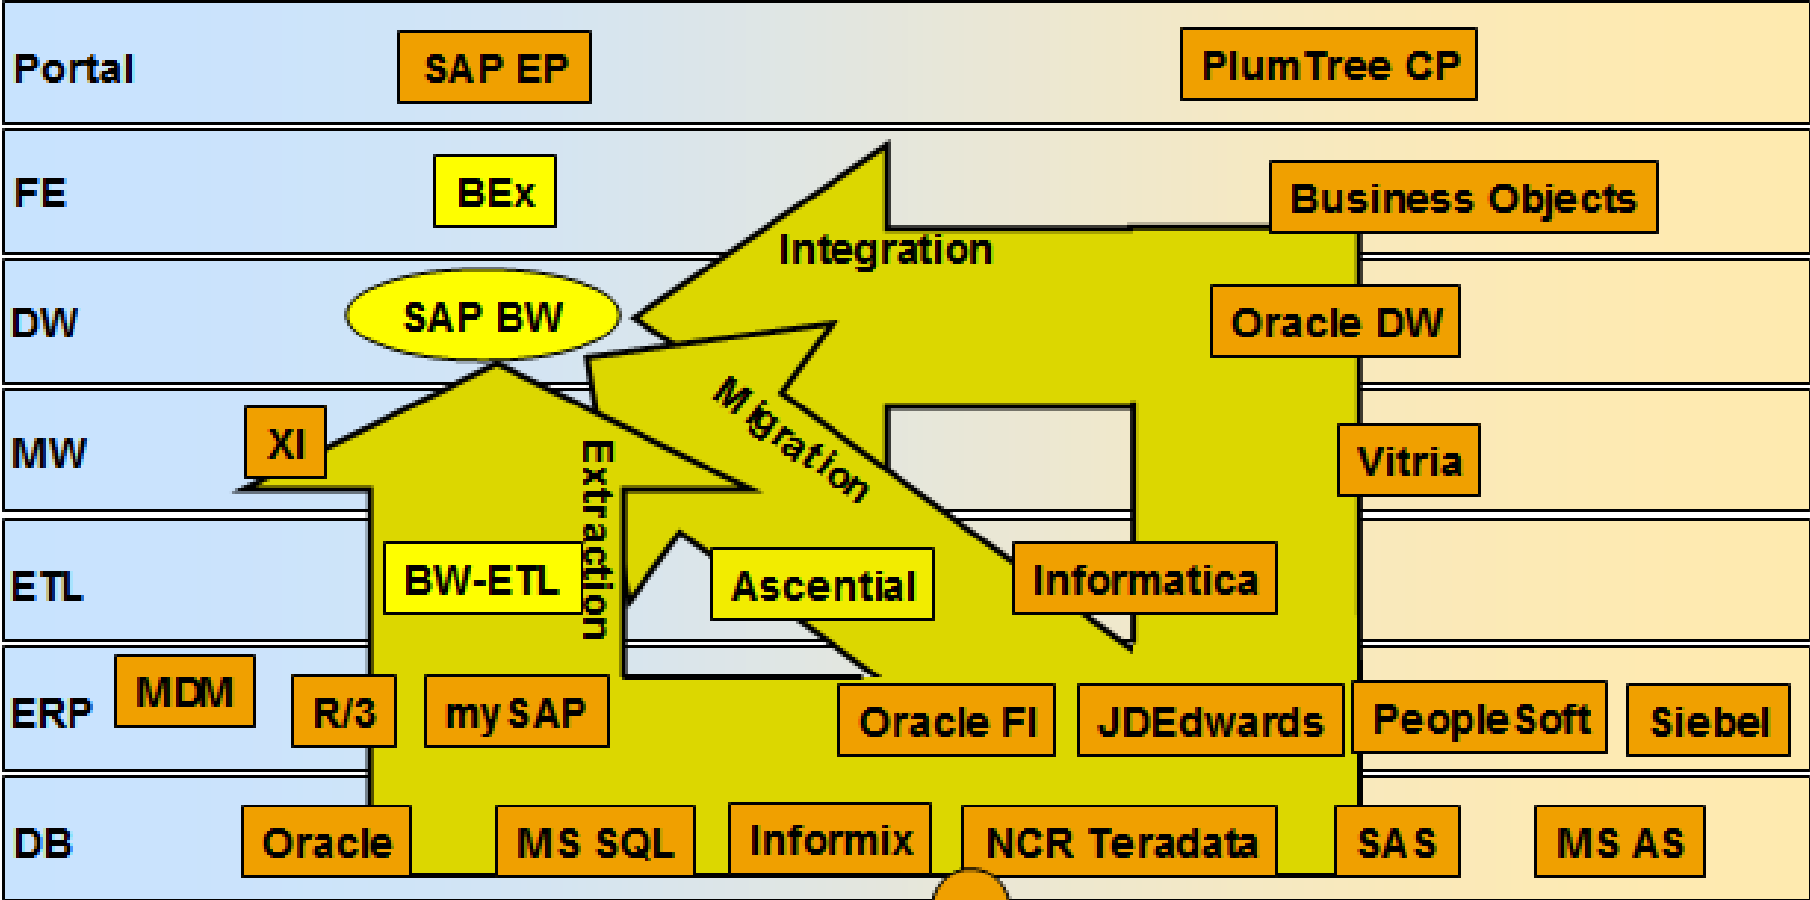 Portal
SAP EP
PlumTree CP
FE
BEx
Business Objects
Integration
DW
SAP BW
Oracle DW
Migration
MW
XI
Extraction
Vitria
ETL
BW-ETL
Ascential
Informatica
ERP
MDM
R/3
mySAP
Oracle FI
JDEdwards
PeopleSoft
Siebel
DB
Oracle
MS SQL
Informix
NCR Teradata
SAS
MS AS